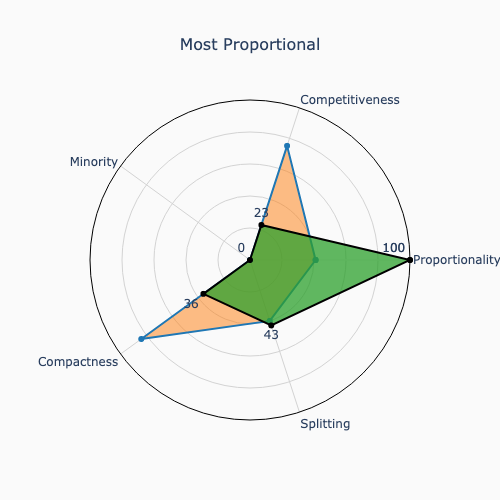 Most Proportional
Competitiveness
Minority
23
0
100
Proportionality
36
43
Compactness
Splitting